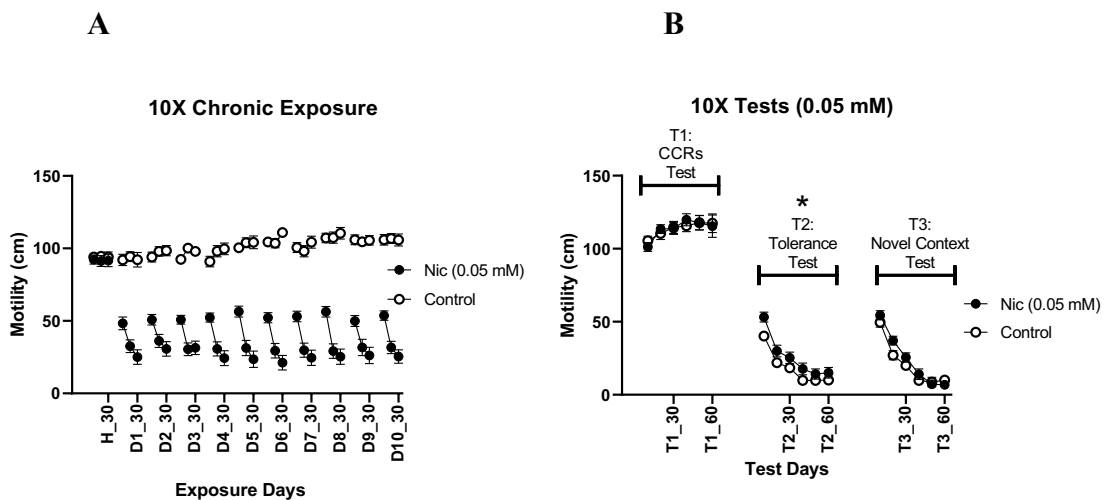 A
10X Chronic Exposure
150
100
50
0
Motility (cm)
Nic (0.05 mM)
Control
H_30
D1_30
D2_30
D3_30
D4_30
D5_30
D6_30
D7_30
D8_30
D9_30
D10_30
Exposure Days
B
10X Tests (0.05 mM)
T1:
CCRs
Test
*
T2:
Tolerance
Test
T3:
Novel Context
Test
150
100
50
0
Motility (cm)
Nic (0.05 mM)
Control
T1_30
T1_60
T2_30
T2_60
T3_30
T3_60
Test Days